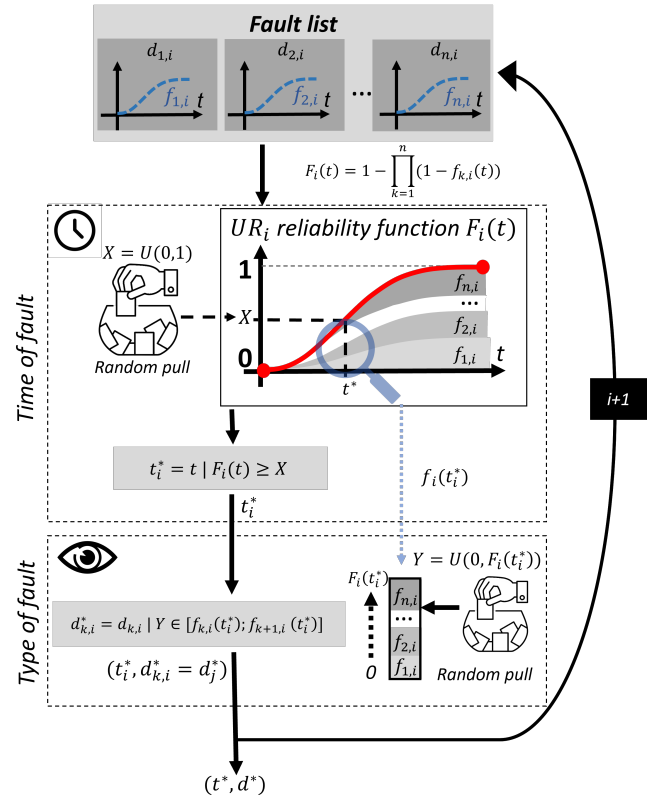 Fault list
d₁,ᵢ
d₂,ᵢ
dₙ,ᵢ
f₁,ᵢ
t
f₂,ᵢ
t
...
fₙ,ᵢ
t
Fᵢ(t) = 1 − ∏ₖ₌₁ⁿ (1 − fₖ,ᵢ(t))
Time of fault
X = U(0,1)
Random pull
URᵢ reliability function Fᵢ(t)
1
X
0
fₙ,ᵢ
...
f₂,ᵢ
f₁,ᵢ
t
t*
tᵢ* = t | Fᵢ(t) ≥ X
tᵢ*
fᵢ(tᵢ*)
i+1
Type of fault
Y = U(0, Fᵢ(tᵢ*))
Fᵢ(tᵢ*)
fₙ,ᵢ
...
f₂,ᵢ
f₁,ᵢ
0
Random pull
dₖ,ᵢ* = dₖ,ᵢ | Y ∈ [fₖ,ᵢ(tᵢ*); fₖ₊₁,ᵢ (tᵢ*)]
(tᵢ*, dₖ,ᵢ* = dⱼ*)
(t*, d*)